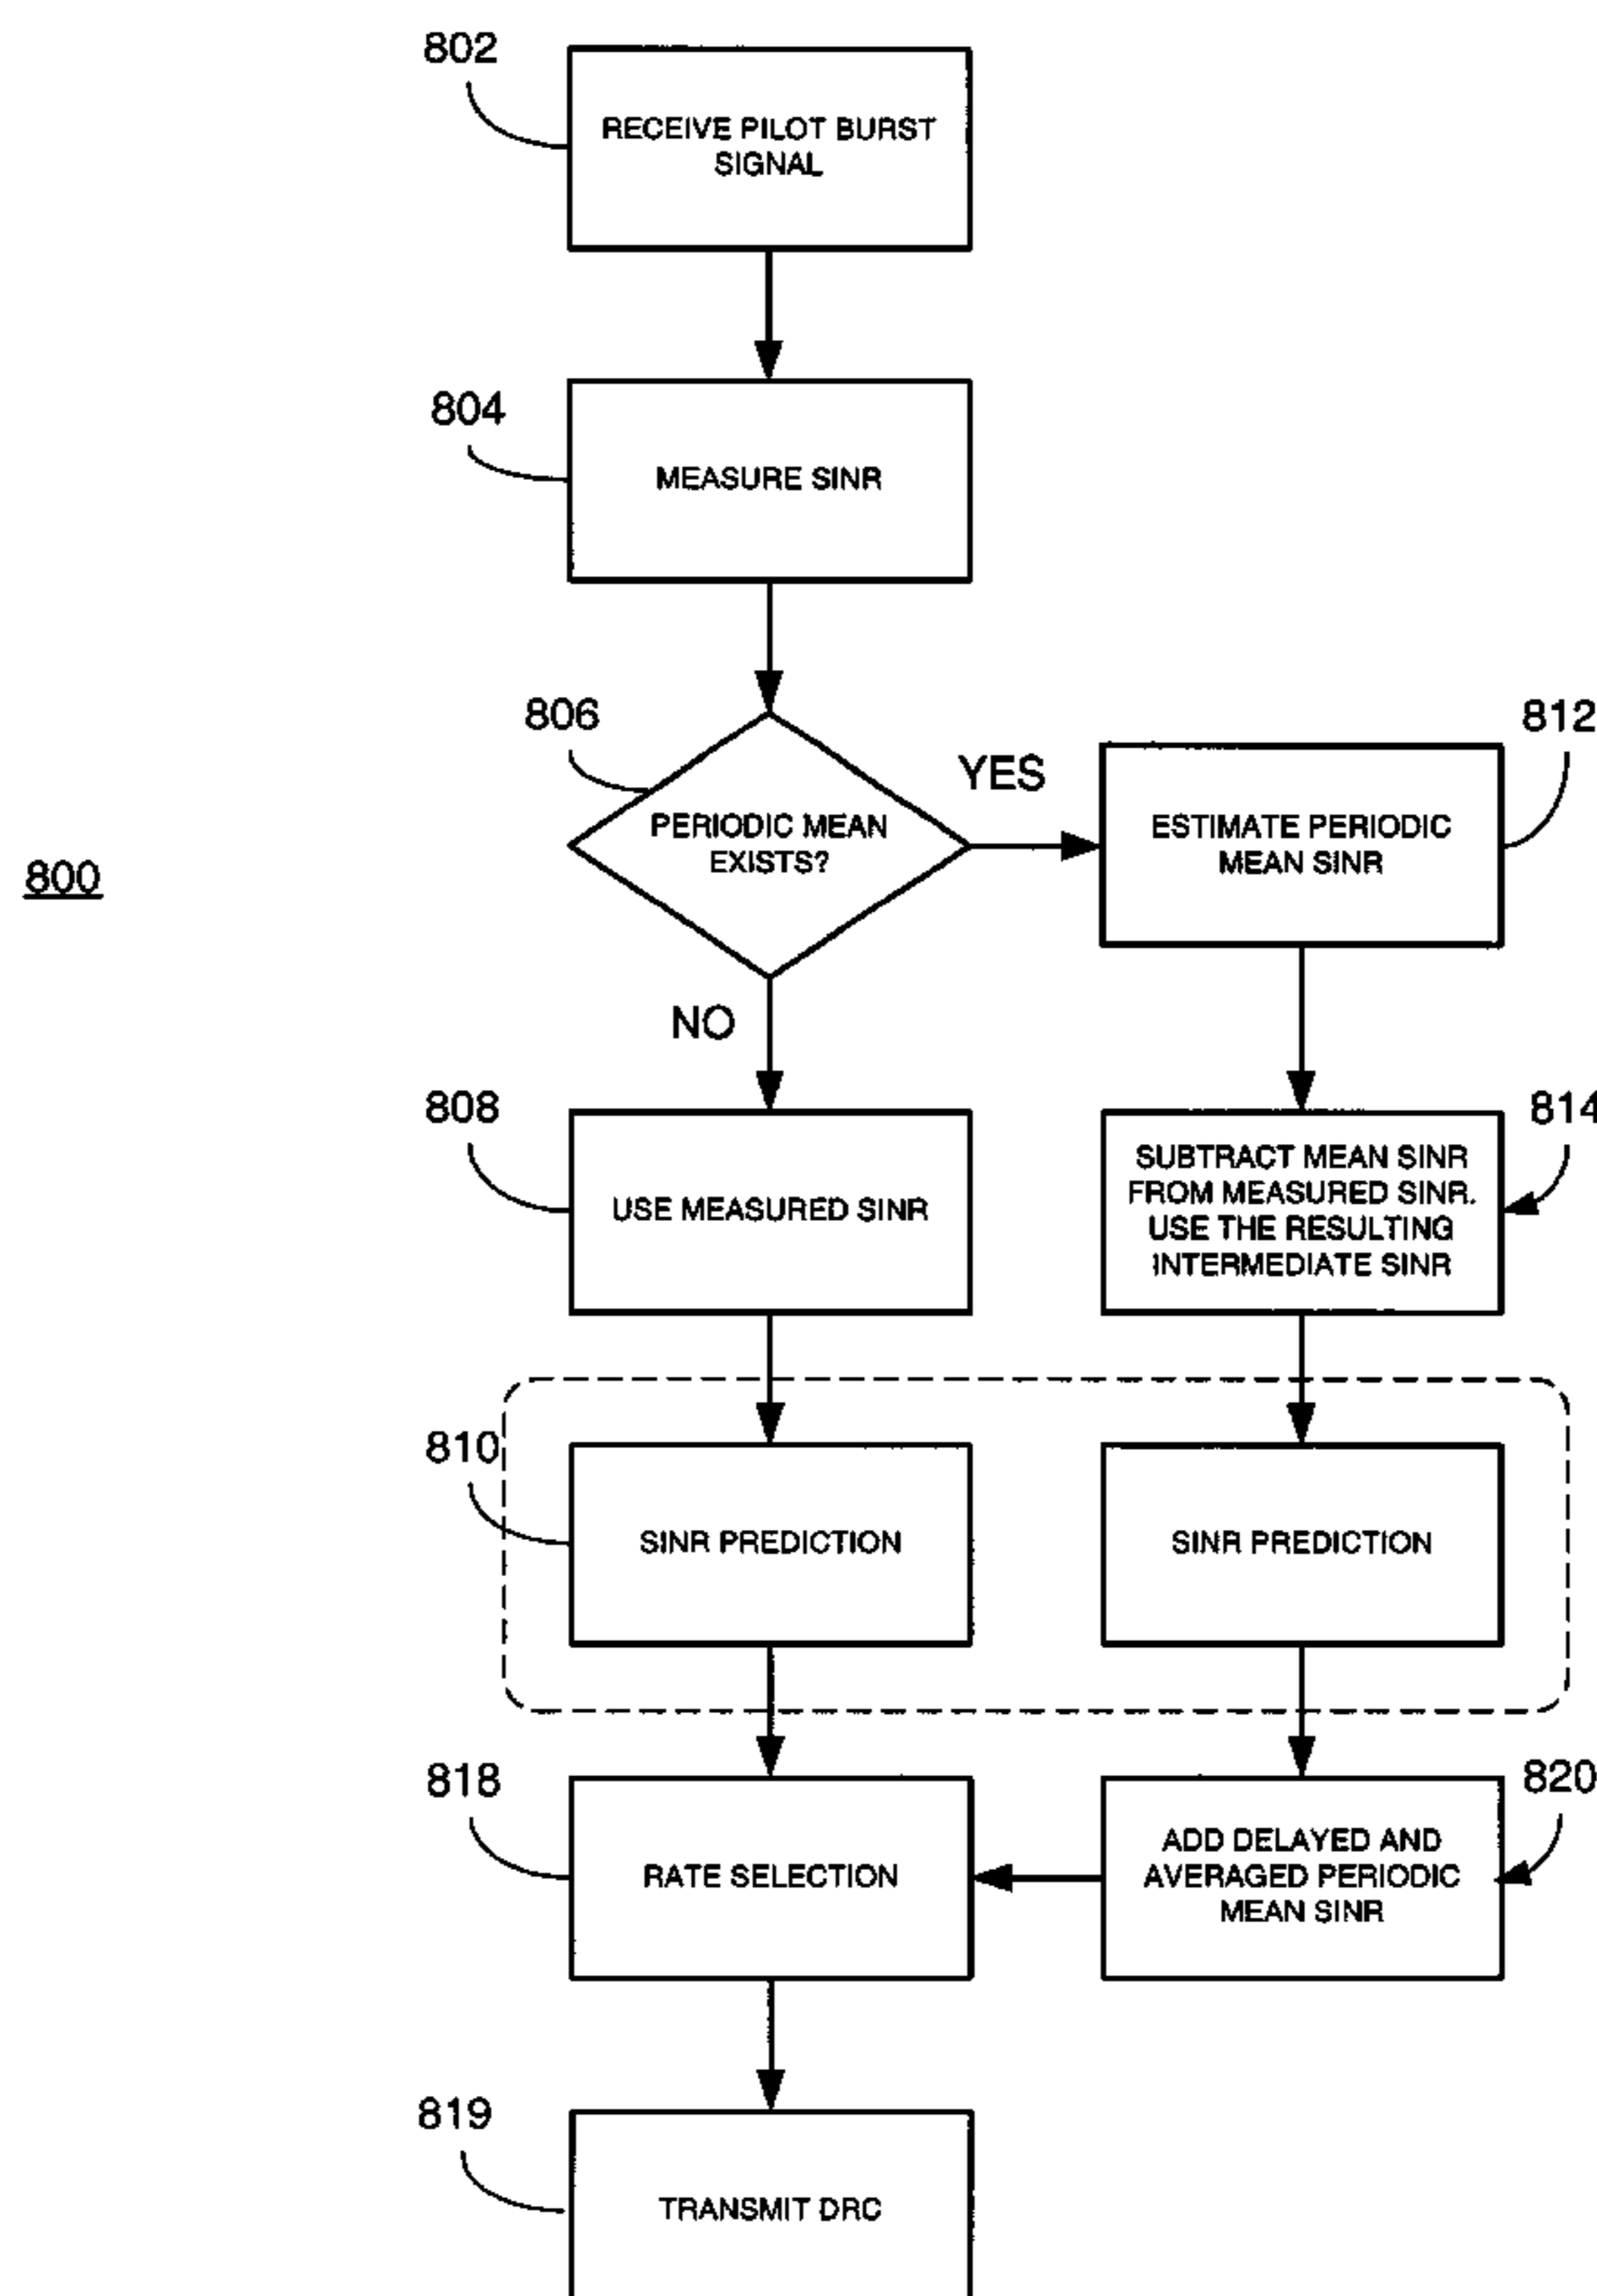 802
RECEIVE PILOT BURST
SIGNAL
804
MEASURE SINR
806
PERIODIC MEAN
EXISTS?
YES
812
ESTIMATE PERIODIC
MEAN SINR
800
NO
808
USE MEASURED SINR
814
SUBTRACT MEAN SINR
FROM MEASURED SINR.
USE THE RESULTING
INTERMEDIATE SINR
810
SINR PREDICTION
SINR PREDICTION
818
RATE SELECTION
820
ADD DELAYED AND
AVERAGED PERIODIC
MEAN SINR
819
TRANSMIT DRC